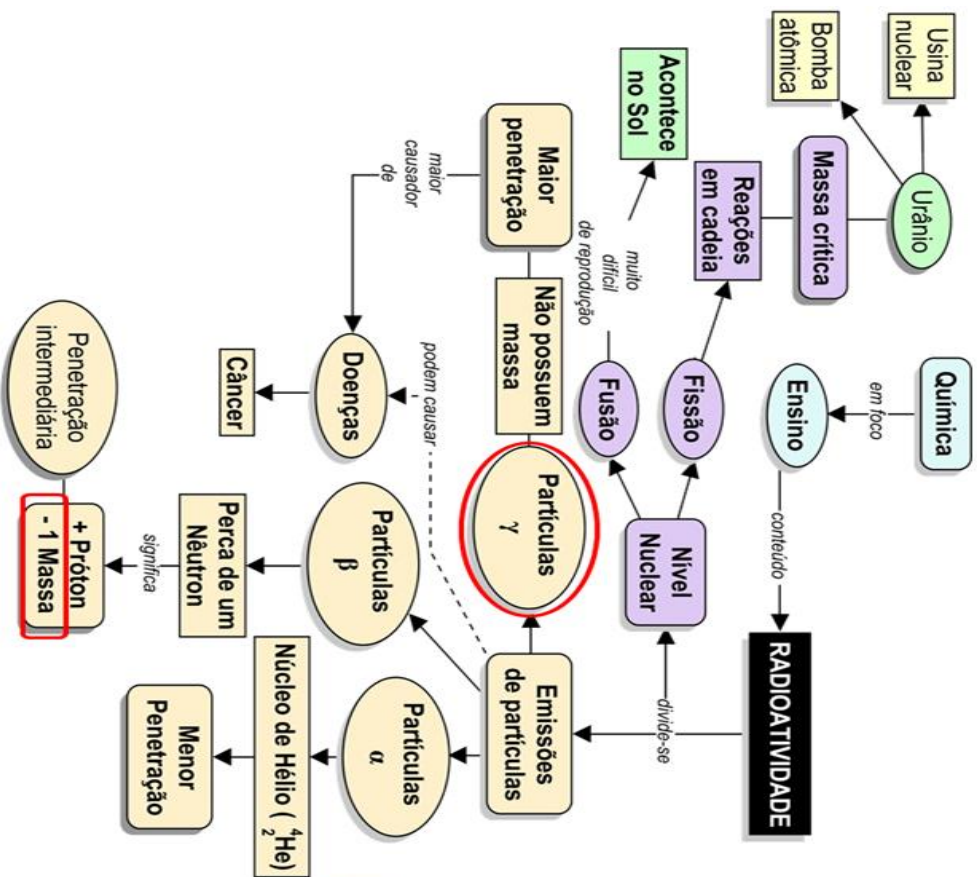 Química
em foco
Ensino
conteúdo
RADIOATIVIDADE
divide-se
Usina
nuclear
Bomba
atômica
Urânio
Massa crítica
Reações
em cadeia
Fissão
Nível
Nuclear
Fusão
muito
difícil
de reprodução
Acontece
no Sol
Emissões
de partículas
Partículas
γ
Não possuem
massa
Maior
penetração
maior
causador
de
podem causar
Doenças
Câncer
Partículas
β
Perca de um
Nêutron
significa
+ Próton
- 1 Massa
Penetração
intermediária
Partículas
α
Núcleo de Hélio ( ⁴₂He)
Menor
Penetração